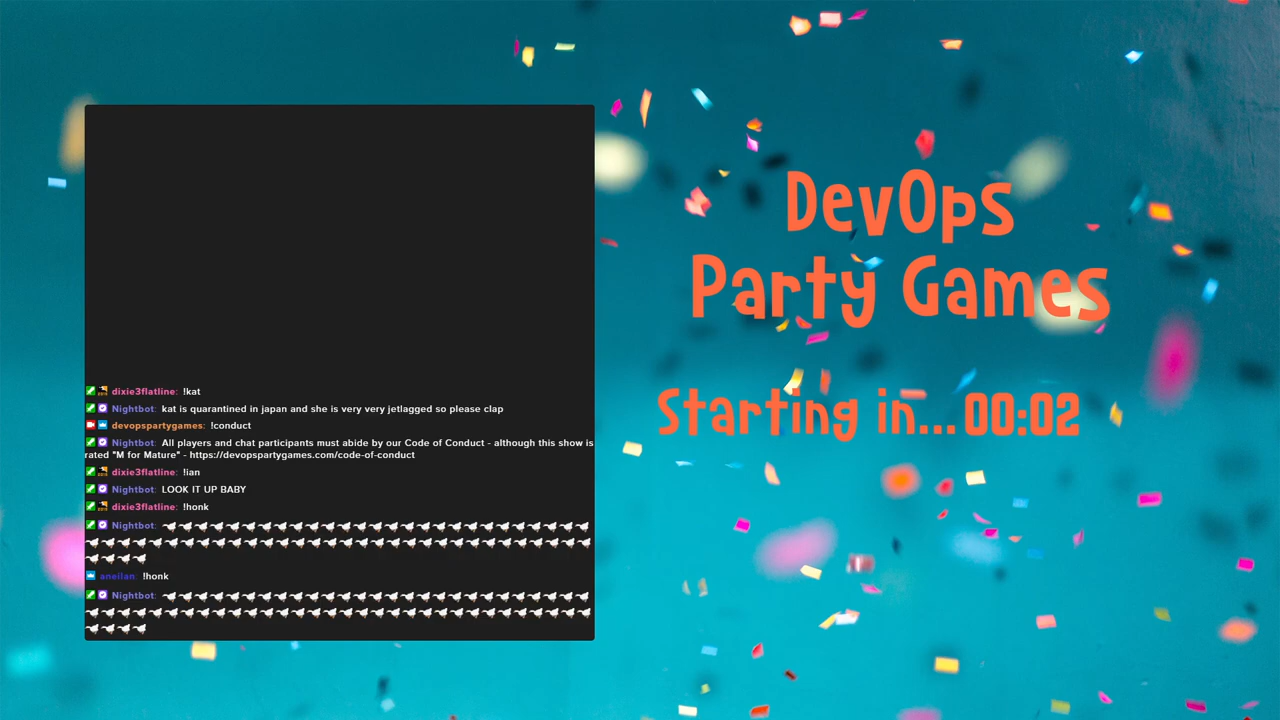 dixie3flatline: !kat
Nightbot: kat is quarantined in japan and she is very very jetlagged so please clap
devopspartygames: !conduct
Nightbot: All players and chat participants must abide by our Code of Conduct - although this show is
rated "M for Mature" - https://devopspartygames.com/code-of-conduct
dixie3flatline: !ian
Nightbot: LOOK IT UP BABY
dixie3flatline: !honk
Nightbot:
aneilan: !honk
Nightbot:
DevOps
Party Games
Starting in...00:02